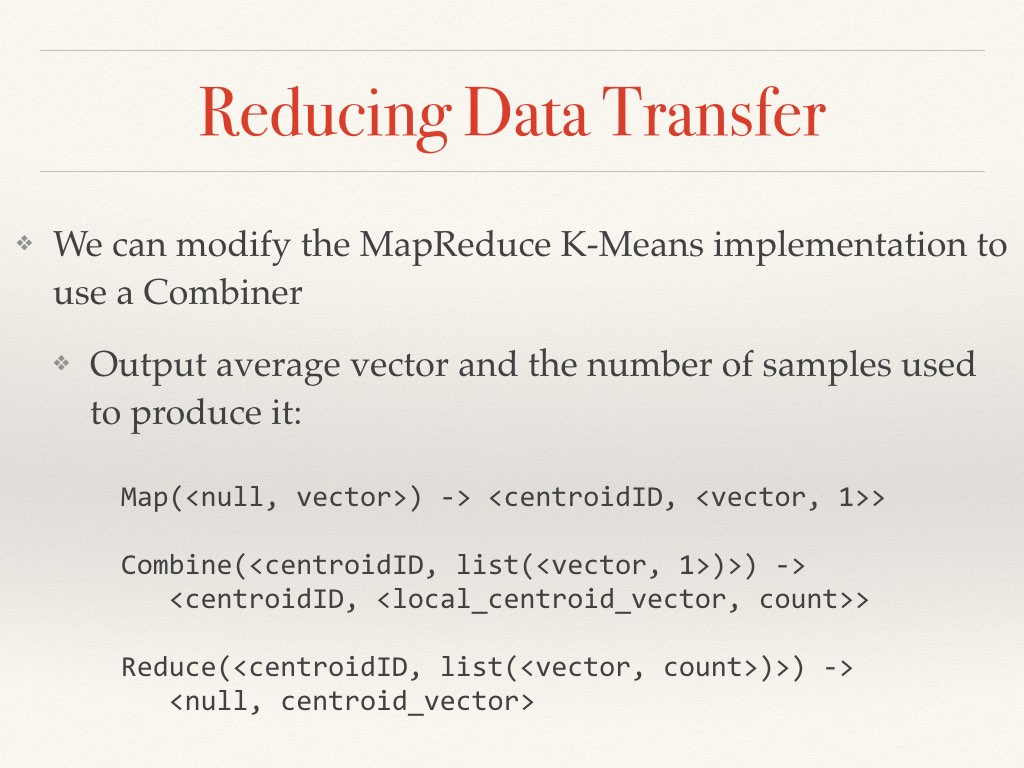 Reducing Data Transfer
❖ We can modify the MapReduce K-Means implementation to
use a Combiner
❖ Output average vector and the number of samples used
to produce it:
Map(<null, vector>) -> <centroidID, <vector, 1>>
Combine(<centroidID, list(<vector, 1>)>) ->
<centroidID, <local_centroid_vector, count>>
Reduce(<centroidID, list(<vector, count>)>) ->
<null, centroid_vector>